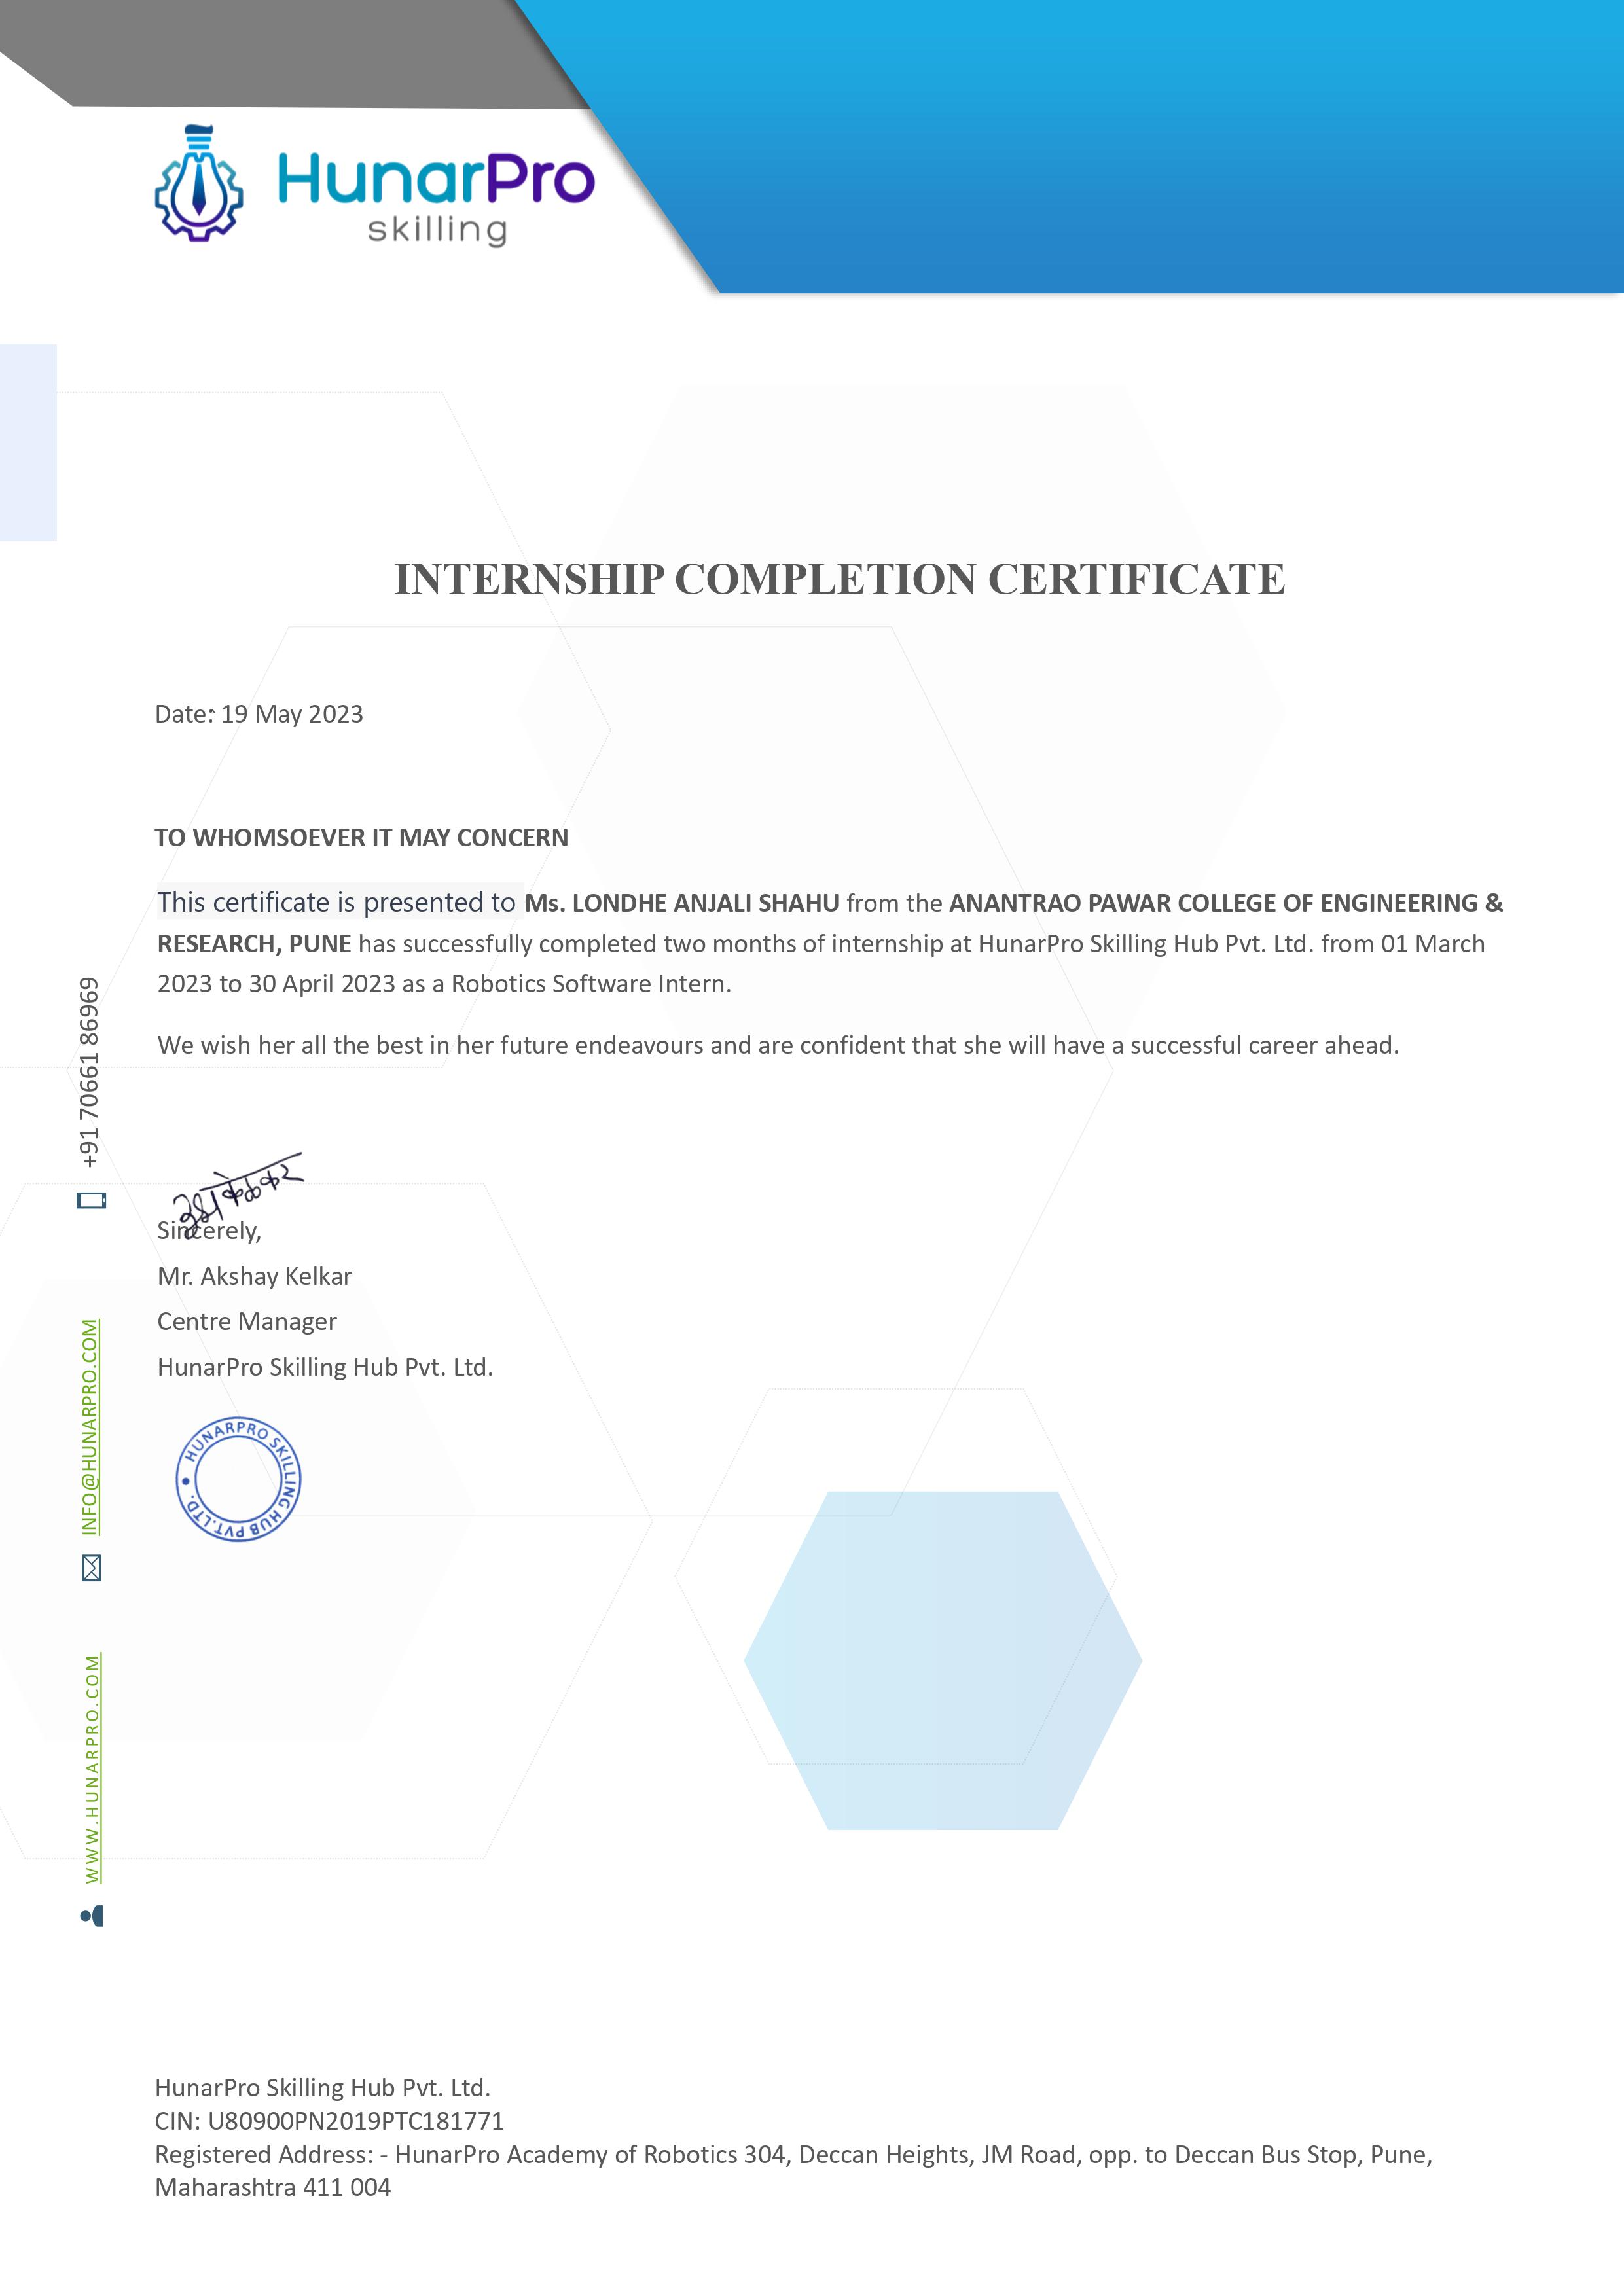 HunarPro
skilling
INTERNSHIP COMPLETION CERTIFICATE
Date: 19 May 2023
TO WHOMSOEVER IT MAY CONCERN
This certificate is presented to Ms. LONDHE ANJALI SHAHU from the ANANTRAO PAWAR COLLEGE OF ENGINEERING &
RESEARCH, PUNE has successfully completed two months of internship at HunarPro Skilling Hub Pvt. Ltd. from 01 March
2023 to 30 April 2023 as a Robotics Software Intern.
We wish her all the best in her future endeavours and are confident that she will have a successful career ahead.
Sincerely,
Mr. Akshay Kelkar
Centre Manager
HunarPro Skilling Hub Pvt. Ltd.
HUNARPRO SKILLING HUB PVT.LTD.
+91 70661 86969
INFO@HUNARPRO.COM
WWW.HUNARPRO.COM
HunarPro Skilling Hub Pvt. Ltd.
CIN: U80900PN2019PTC181771
Registered Address: - HunarPro Academy of Robotics 304, Deccan Heights, JM Road, opp. to Deccan Bus Stop, Pune,
Maharashtra 411 004